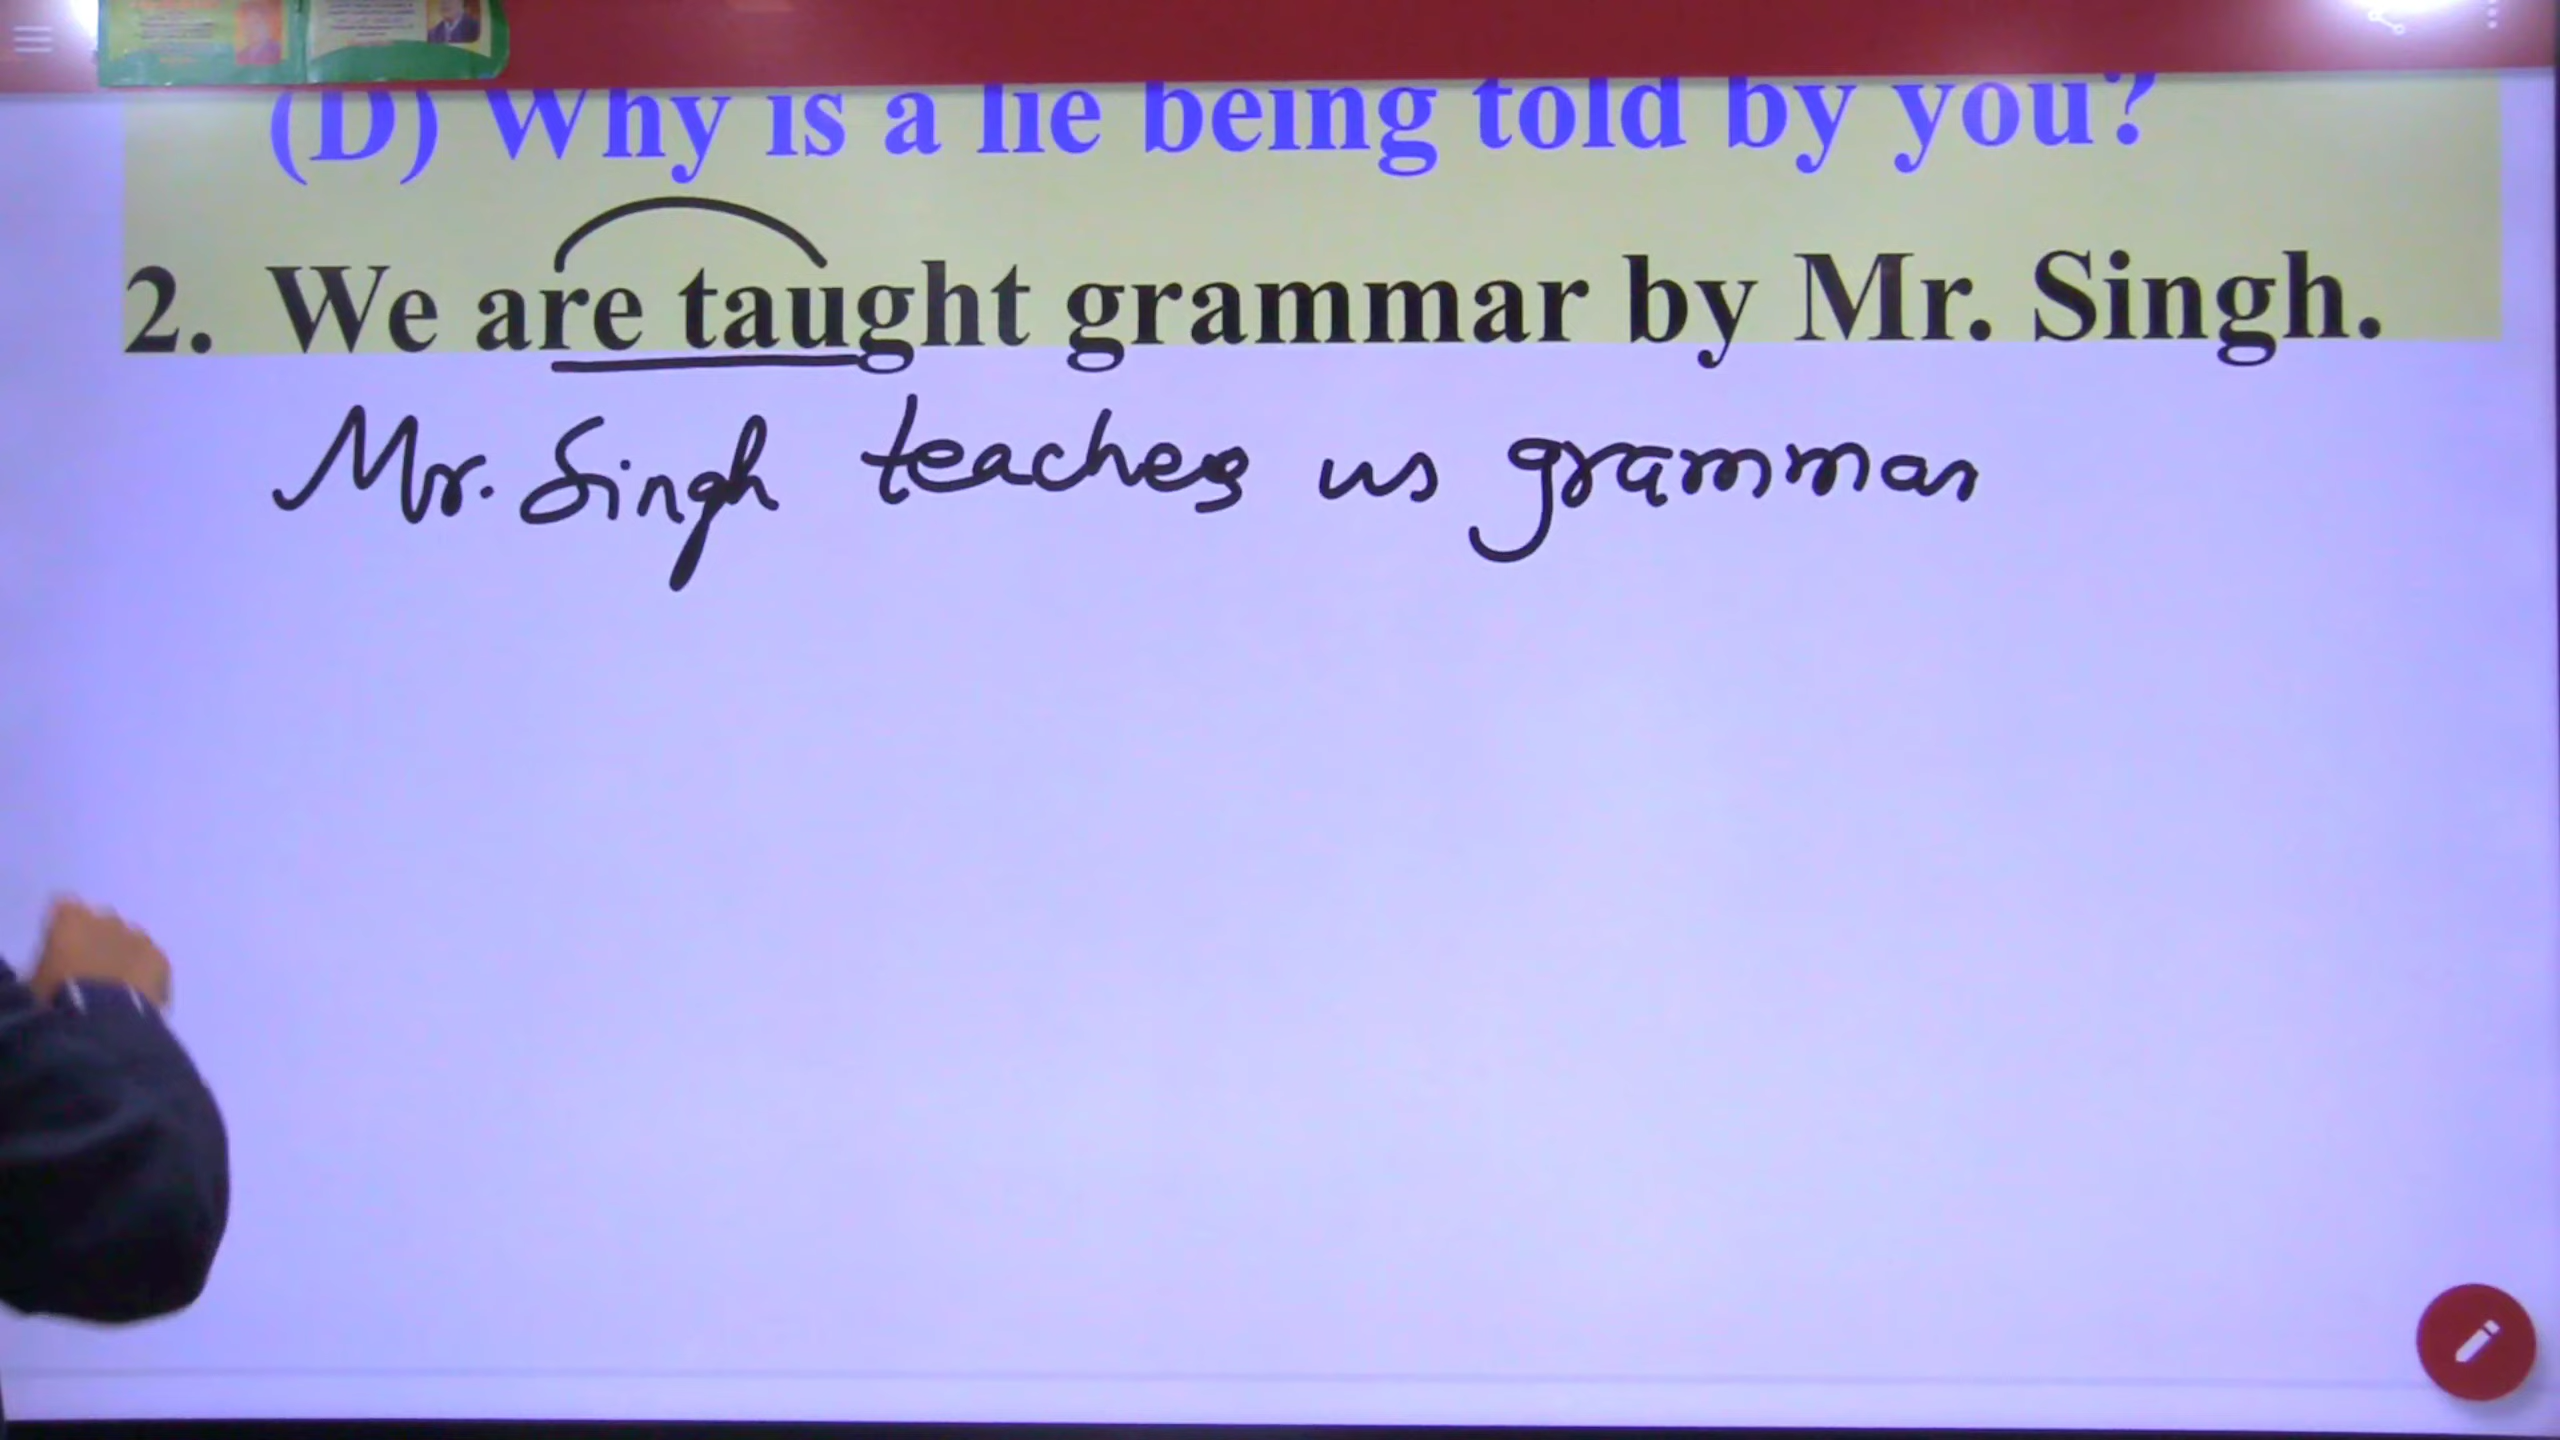 (D) Why is a lie being told by you?
2. We are taught grammar by Mr. Singh.
Mr. Singh teaches us grammar